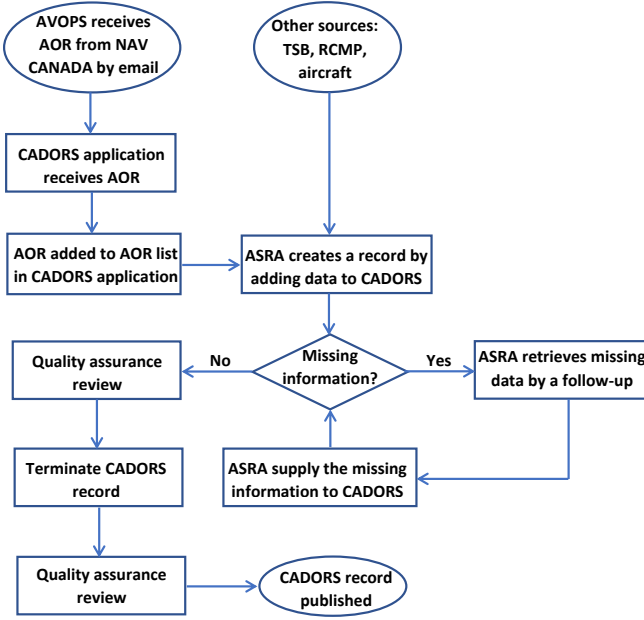 AVOPS receives
AOR from NAV
CANADA by email
Other sources:
TSB, RCMP,
aircraft
CADORS application
receives AOR
AOR added to AOR list
in CADORS application
ASRA creates a record by
adding data to CADORS
Quality assurance
review
No
Missing
information?
Yes
ASRA retrieves missing
data by a follow-up
Terminate CADORS
record
ASRA supply the missing
information to CADORS
Quality assurance
review
CADORS record
published